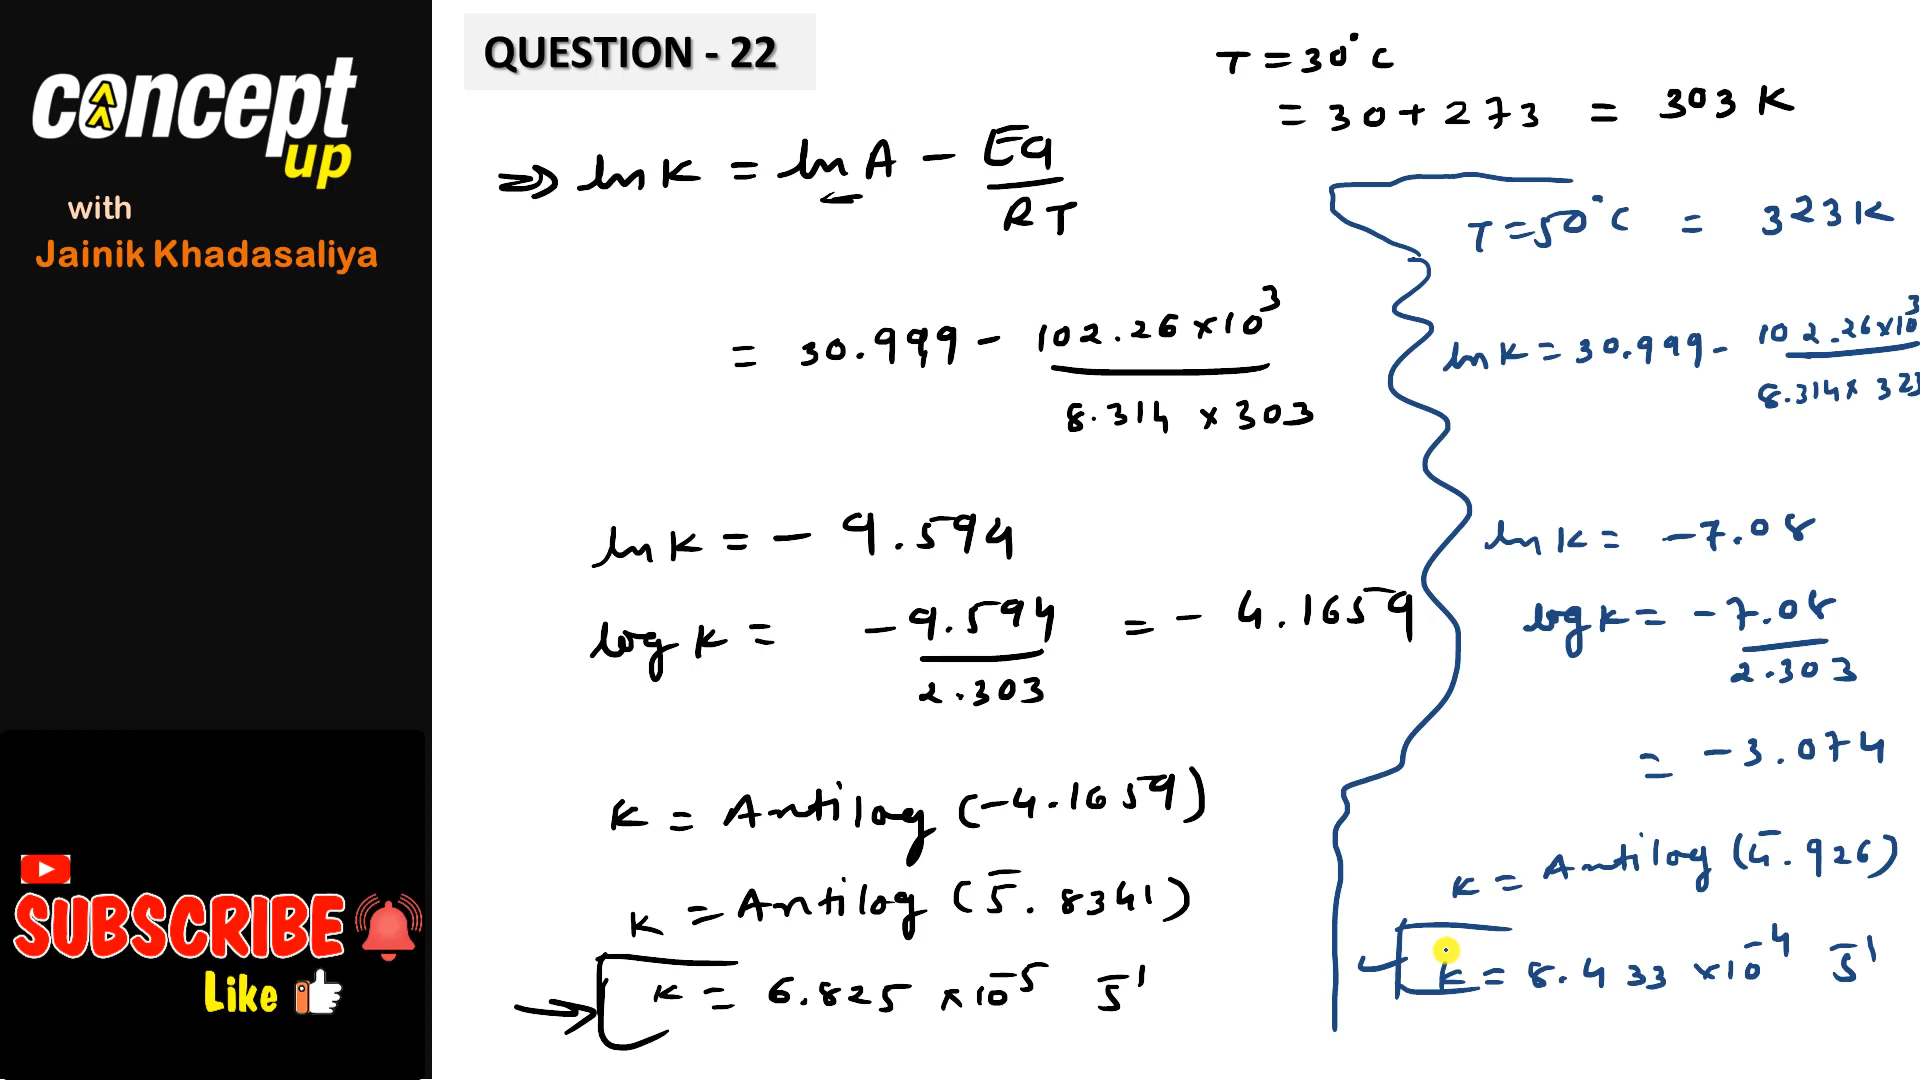 concept
up
with
Jainik Khadasaliya
SUBSCRIBE
Like
QUESTION - 22
T = 30°C
= 30 + 273 = 303 K
⇒ ln K = ln A - Ea/RT
= 30.999 - 102.26 × 10³ / 8.314 × 303
ln K = - 9.594
log K = -9.594/2.303 = - 4.1659
K = Antilog (-4.1659)
K = Antilog (5̄.8341)
K = 6.825 × 10⁻⁵ s⁻¹
T = 50°C = 323 K
ln K = 30.999 - 102.26 × 10³ / 8.314 × 323
ln K = -7.08
log K = -7.08/2.303
= -3.074
K = Antilog (4̄.926)
K = 8.433 × 10⁻⁴ s⁻¹